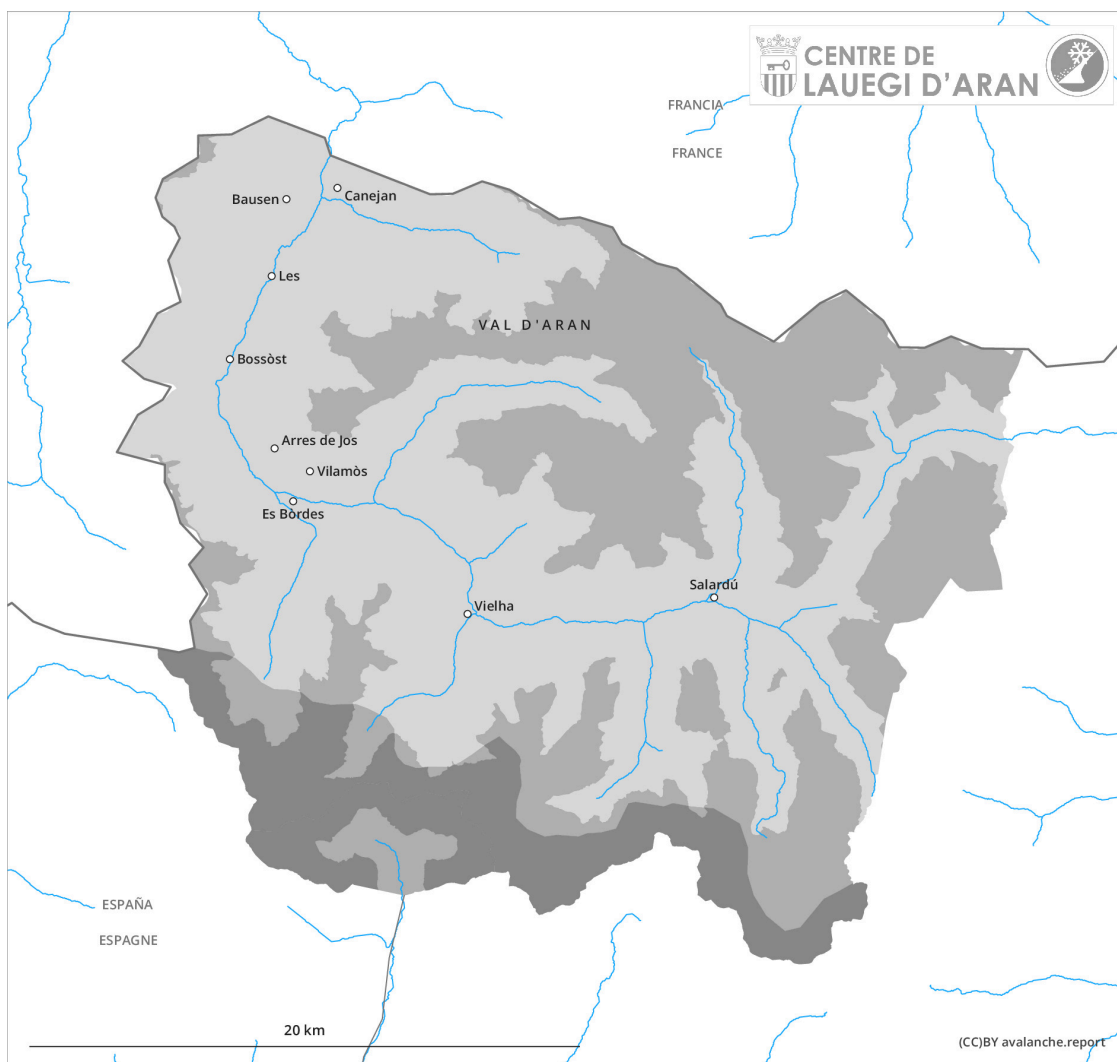 CENTRE DE
LAUEGI D'ARAN
FRANCIA
FRANCE
Bausen
Canejan
Les
VAL D'ARAN
Bossòst
Arres de Jos
Vilamòs
Es Bòrdes
Salardú
Vielha
ESPAÑA
ESPAGNE
20 km
(CC)BY avalanche.report